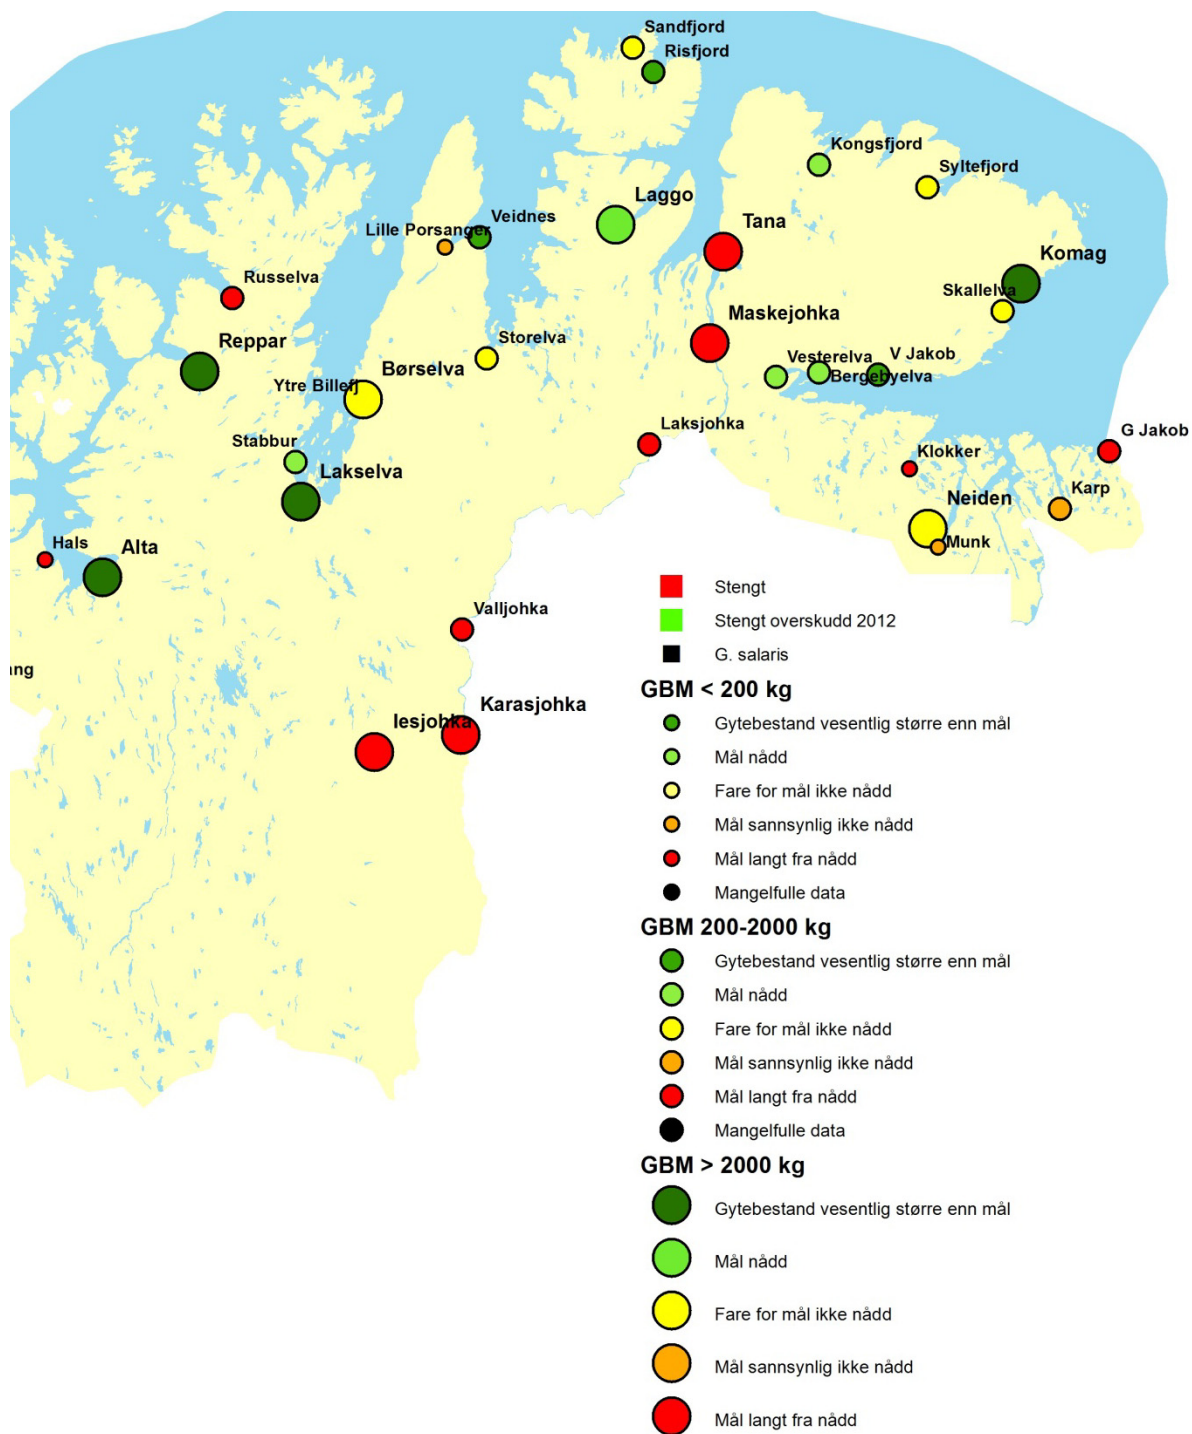 Sandfjord
Risfjord
Kongsfjord
Syltefjord
Laggo
Veidnes
Lille Porsanger
Tana
Komag
Russelva
Skallelva
Maskejohka
Reppar
Storelva
Børselva
Vesterelva
V Jakob
Bergebyelva
Ytre Billefj
Stabbur
Laksjohka
G Jakob
Lakselva
Klokker
Karp
Neiden
Hals
Alta
Munk
Valljohka
ang
Karasjohka
Iesjohka
Stengt
Stengt overskudd 2012
G. salaris
GBM < 200 kg
Gytebestand vesentlig større enn mål
Mål nådd
Fare for mål ikke nådd
Mål sannsynlig ikke nådd
Mål langt fra nådd
Mangelfulle data
GBM 200-2000 kg
Gytebestand vesentlig større enn mål
Mål nådd
Fare for mål ikke nådd
Mål sannsynlig ikke nådd
Mål langt fra nådd
Mangelfulle data
GBM > 2000 kg
Gytebestand vesentlig større enn mål
Mål nådd
Fare for mål ikke nådd
Mål sannsynlig ikke nådd
Mål langt fra nådd